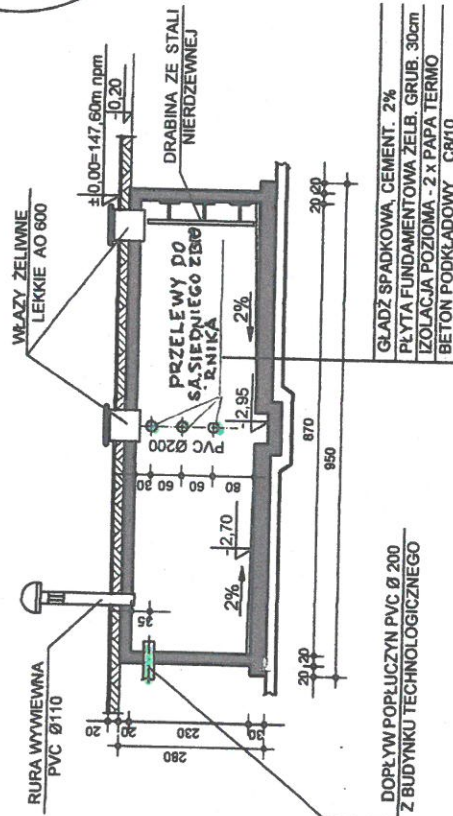 RURA WYWIEWNA
PVC Ø110
WŁAZY ŻELIWNE
LEKKIE AO 600
±0,00=147,60m npm
-0,20
DRABINA ZE STALI
NIERDZEWNEJ
PRZELEWY DO
SĄSIEDNIEGO ZBIO
RNIKA
PVC Ø200
30
60
60
80
35
20
30
230
30
280
2%
-2,70
-2,95
2%
20 20
870
20 20
950
DOPŁYW POPŁUCZYN PVC Ø 200
Z BUDYNKU TECHNOLOGICZNEGO
GŁADŹ SPADKOWA, CEMENT. 2%
PŁYTA FUNDAMENTOWA ŻELB. GRUB. 30cm
IZOLACJA POZIOMA - 2 x PAPA TERMO
BETON PODKŁADOWY C8/10